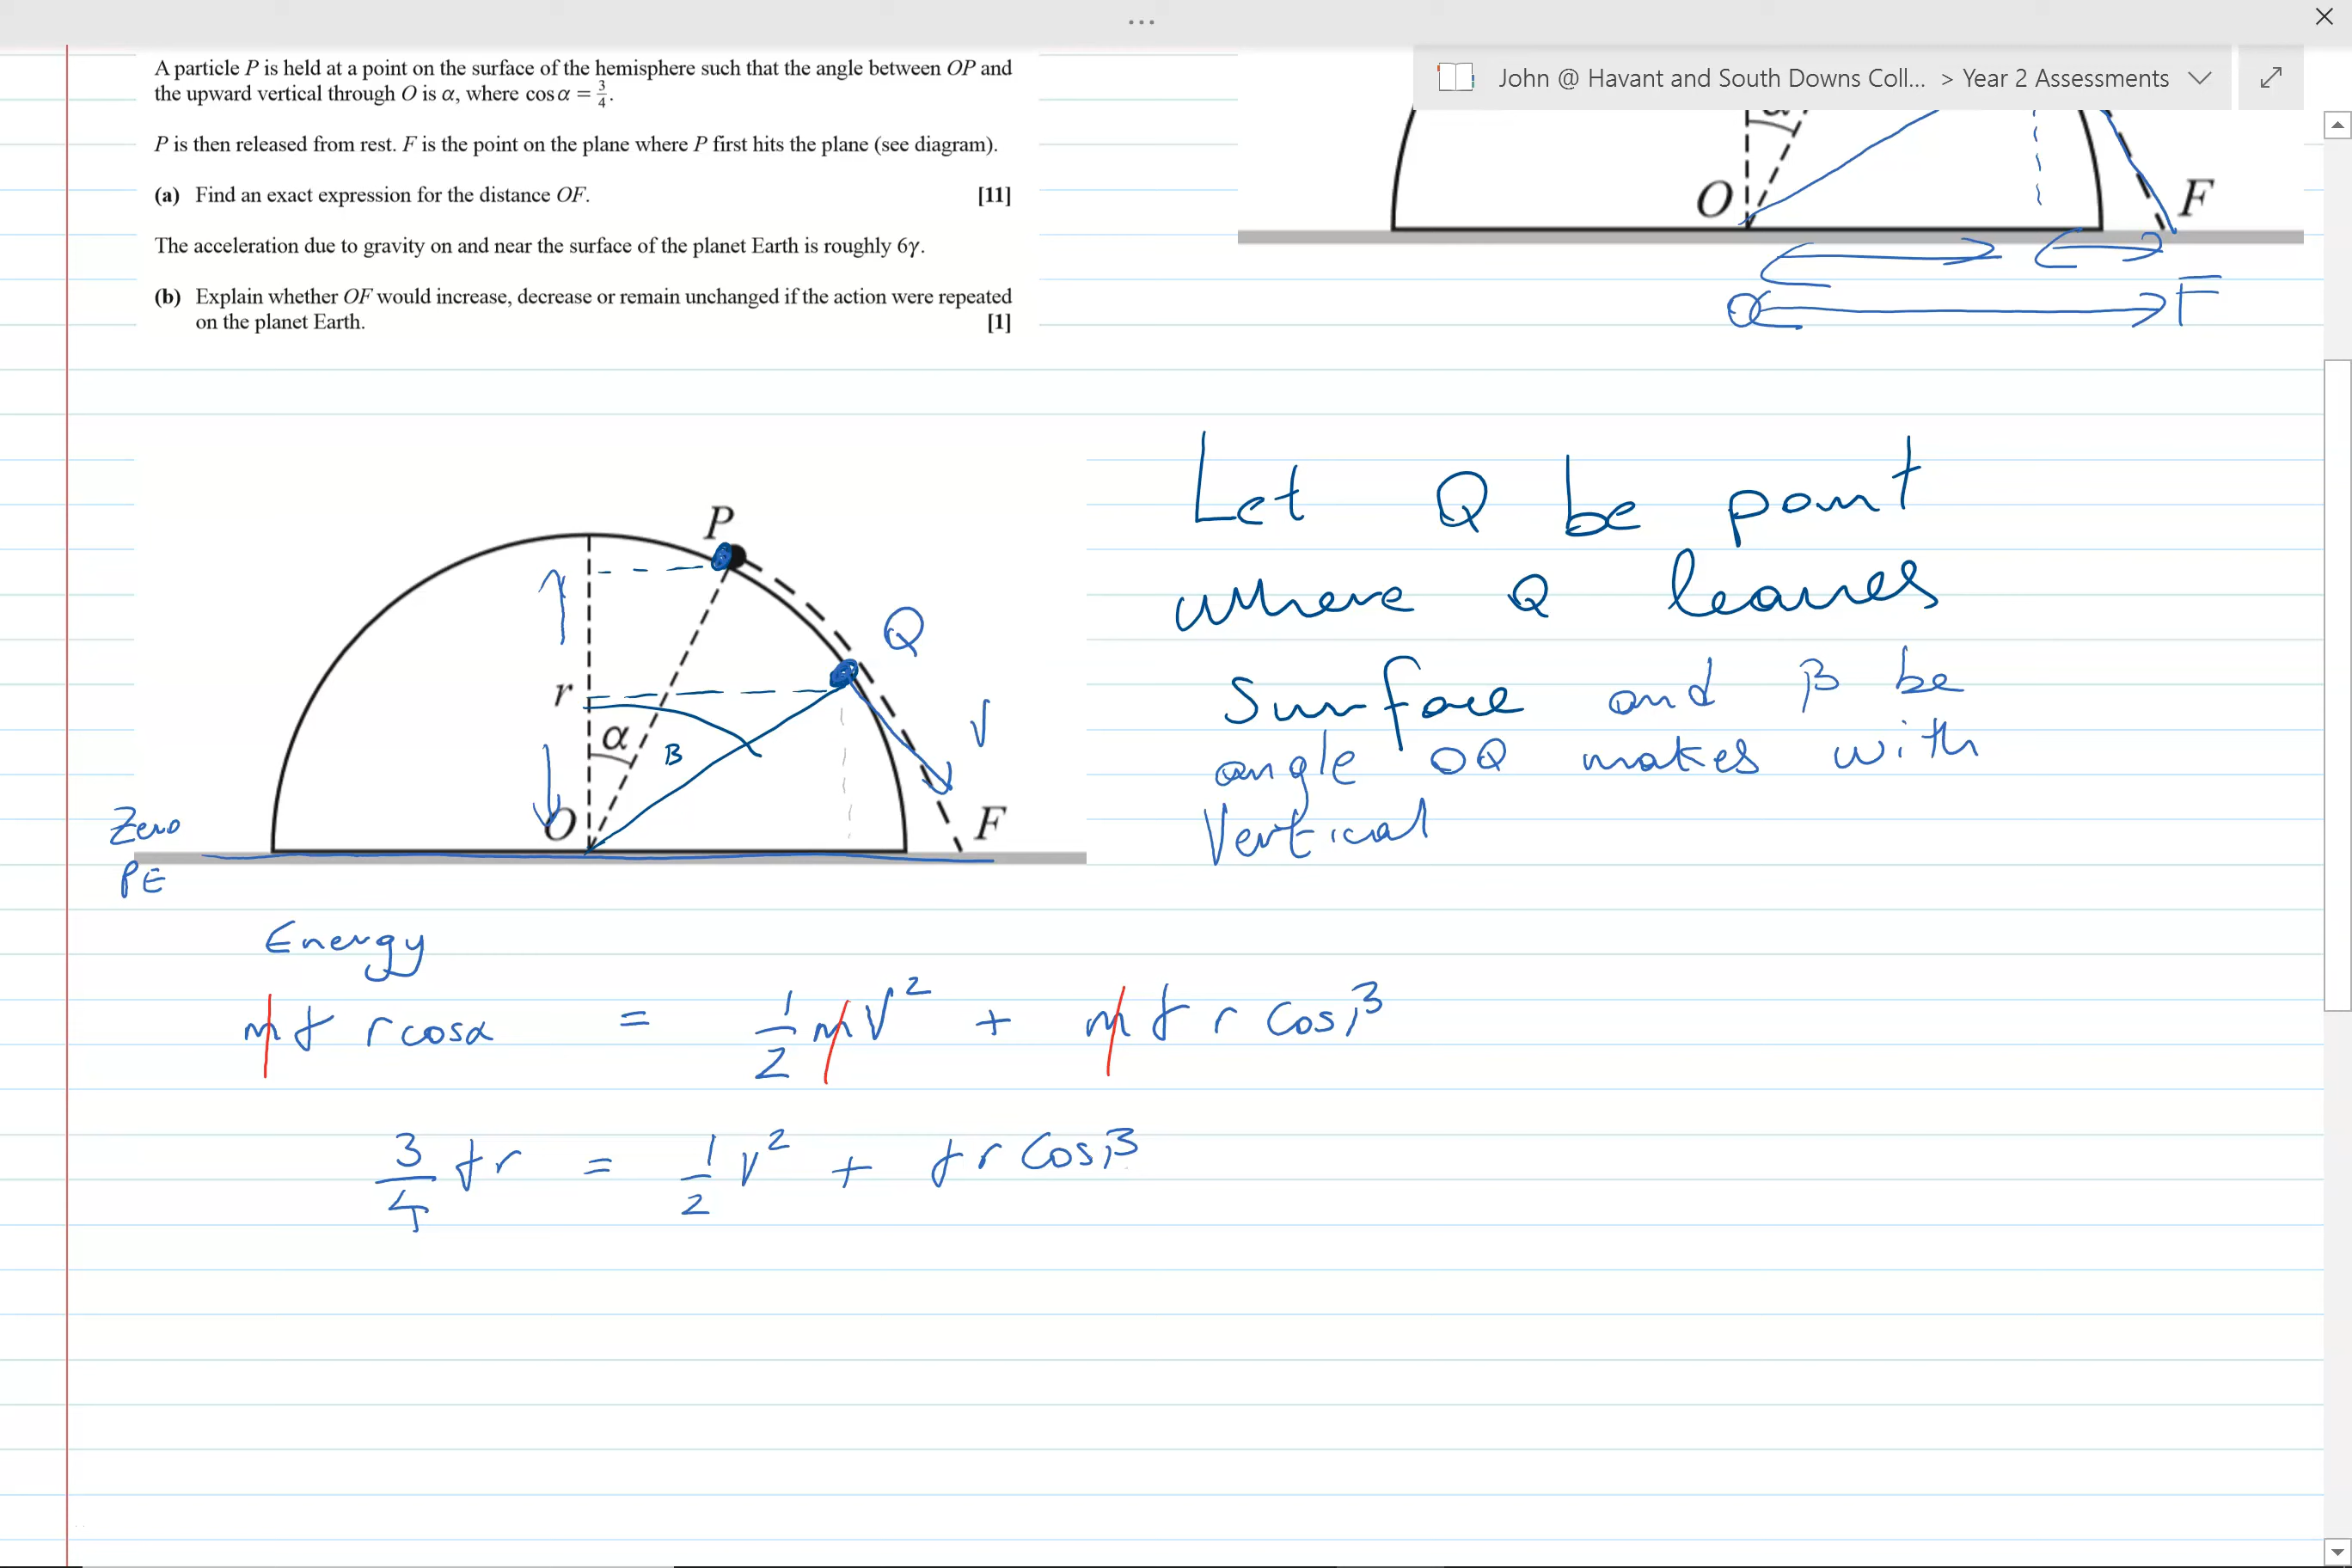 ...
A particle P is held at a point on the surface of the hemisphere such that the angle between OP and
the upward vertical through O is α, where cos α = 3/4.
P is then released from rest. F is the point on the plane where P first hits the plane (see diagram).
(a) Find an exact expression for the distance OF. [11]
The acceleration due to gravity on and near the surface of the planet Earth is roughly 6γ.
(b) Explain whether OF would increase, decrease or remain unchanged if the action were repeated
on the planet Earth. [1]
John @ Havant and South Downs Coll... > Year 2 Assessments
α
O
F
O F
P
Q
r
α
B
V
O
F
Zero
PE
Let Q be point
where Q leaves
Surface and β be
angle OQ makes with
Vertical
Energy
mγ r cosα = 1/2 mV² + mγ r cosβ
3/4 γr = 1/2 V² + γr cosβ